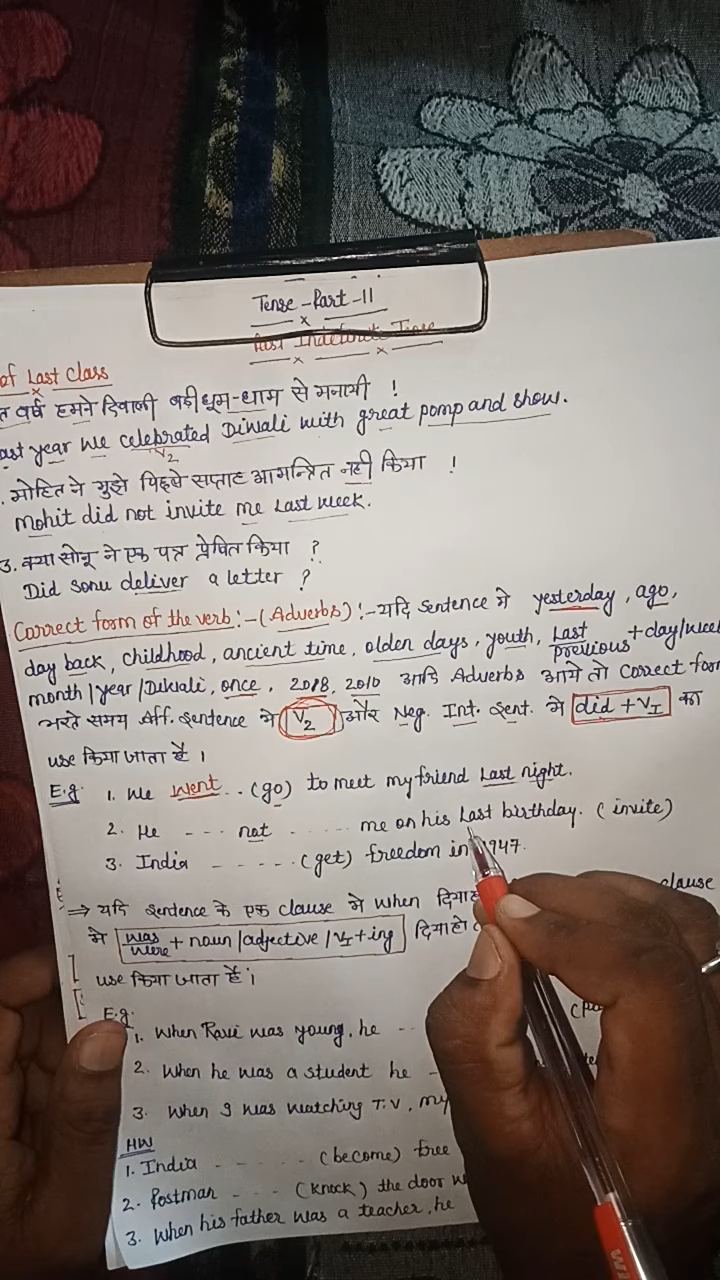 Tense-Part-11
Past Indefinite Tense
of Last Class
वर्ष हमने दिवाली बड़ी धूम-धाम से मनायी !
ast year we celebrated Diwali with great pomp and show.
V2
. मोहित ने मुझे पिछले सप्ताह आमन्त्रित नही किया !
Mohit did not invite me Last week.
3. क्या सोनू ने एक पत्र प्रेषित किया ?
Did Sonu deliver a letter ?
Correct form of the verb:-(Adverbs):-यदि Sentence मे yesterday, ago,
day back, childhood, ancient time, olden days, youth, Last/previous + day/week
month/year/Diwali, once, 2018, 2010 आदि Adverbs आये तो Correct form
भरते समय Aff. Sentence मे V2 और Neg. Int. Sent. मे did + V1 का
use किया जाता है ।
E.g. 1. We went .. (go) to meet my friend Last night.
2. He --- not ..... me on his Last birthday. (invite)
3. India ----- (get) freedom in 1947.
⇒ यदि Sentence के एक clause मे when दिया clause
मे was/were + noun/adjective/V1+ing दिया हो
use किया जाता है।
E.g.
1. When Ravi was young, he --
2. When he was a student he -
3. When I was watching T.V, my
HW
1. India ----- (become) free
2. Postman --- (knock) the door w
3. When his father was a teacher, he